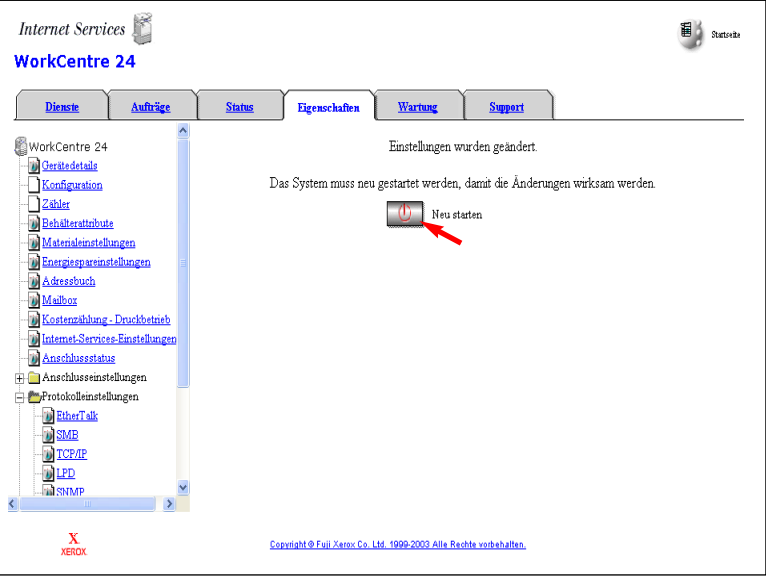 Internet Services
Startseite
WorkCentre 24
Dienste
Aufträge
Status
Eigenschaften
Wartung
Support
WorkCentre 24
Gerätedetails
Konfiguration
Zähler
Behälterattribute
Materialeinstellungen
Energiespareinstellungen
Adressbuch
Mailbox
Kostenzählung - Druckbetrieb
Internet-Services-Einstellungen
Anschlussstatus
Anschlusseinstellungen
Protokolleinstellungen
EtherTalk
SMB
TCP/IP
LPD
SNMP
Einstellungen wurden geändert.
Das System muss neu gestartet werden, damit die Änderungen wirksam werden.
Neu starten
X
XEROX
Copyright © Fuji Xerox Co. Ltd. 1999-2003 Alle Rechte vorbehalten.